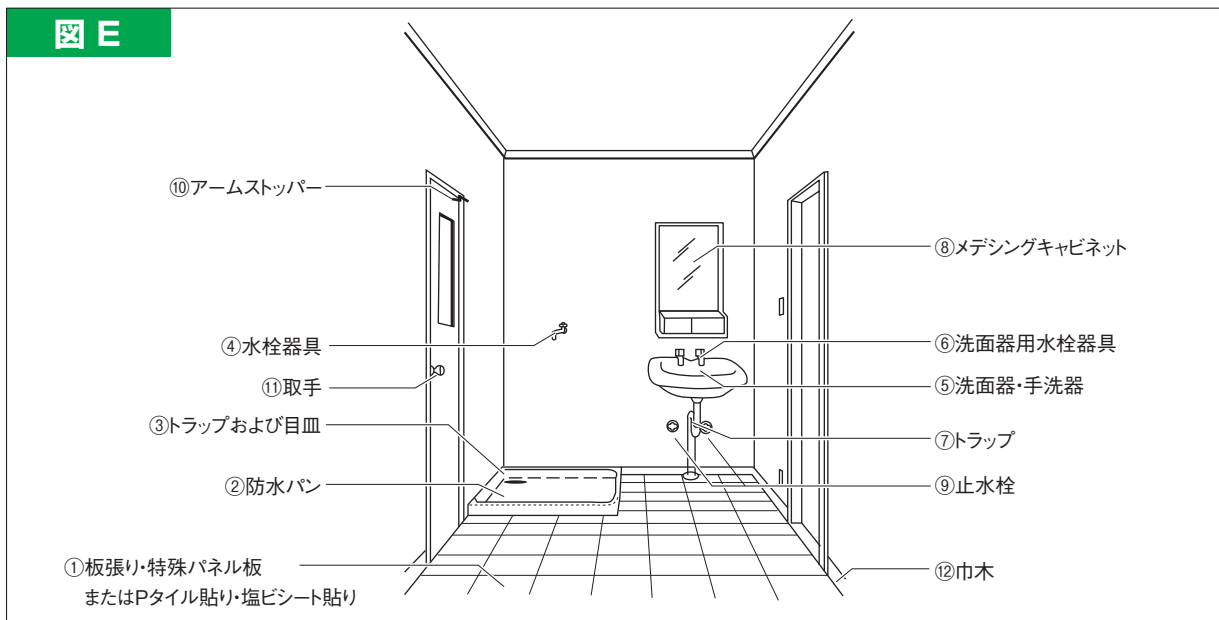 図 E
⑩アームストッパー
④水栓器具
⑪取手
③トラップおよび目皿
②防水パン
①板張り・特殊パネル板
またはPタイル貼り・塩ビシート貼り
⑧メデシングキャビネット
⑥洗面器用水栓器具
⑤洗面器・手洗器
⑦トラップ
⑨止水栓
⑫巾木